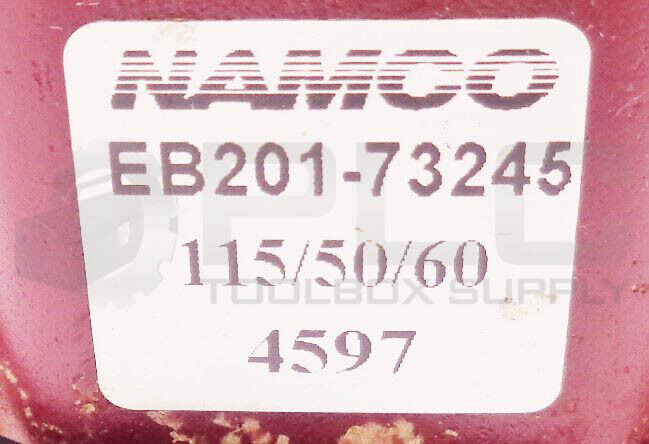 NAMCO
EB201-73245
PLC
115/50/60
TOOLBOX SUPPLY
4597